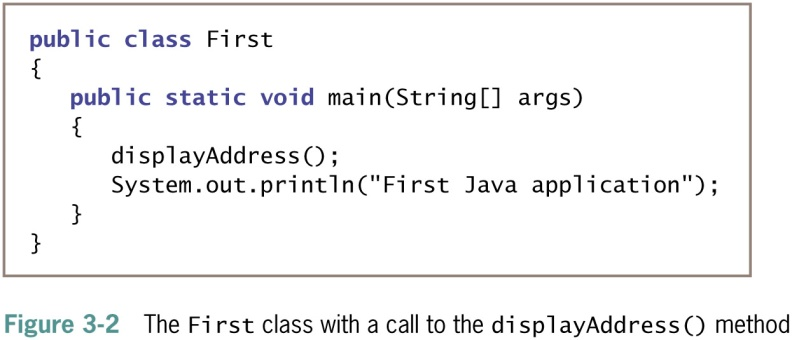 public class First
{
public static void main(String[] args)
{
displayAddress();
System.out.println("First Java application");
}
}
Figure 3-2 The First class with a call to the displayAddress() method